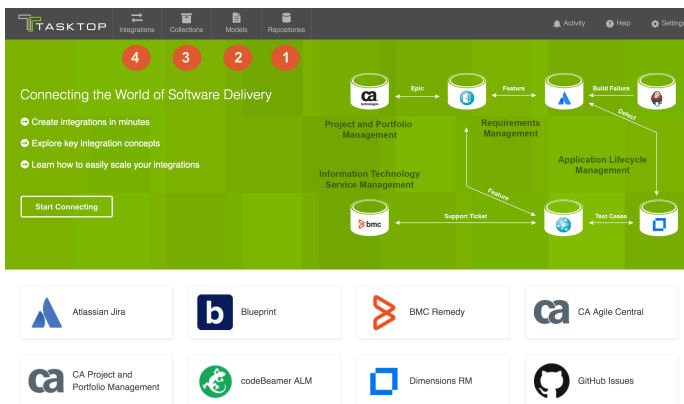 TASKTOP
Integrations
Collections
Models
Repositories
Activity
Help
Settings
4
3
2
1
Connecting the World of Software Delivery
Create integrations in minutes
Explore key integration concepts
Learn how to easily scale your integrations
Start Connecting
ca
technologies
Epic
Feature
Build Failure
Defect
Project and Portfolio
Management
Requirements
Management
Application Lifecycle
Management
Information Technology
Service Management
Feature
bmc
Support Ticket
Test Cases
Atlassian Jira
b
Blueprint
BMC Remedy
ca
CA Agile Central
ca
CA Project and
Portfolio Management
codeBeamer ALM
Dimensions RM
GitHub Issues